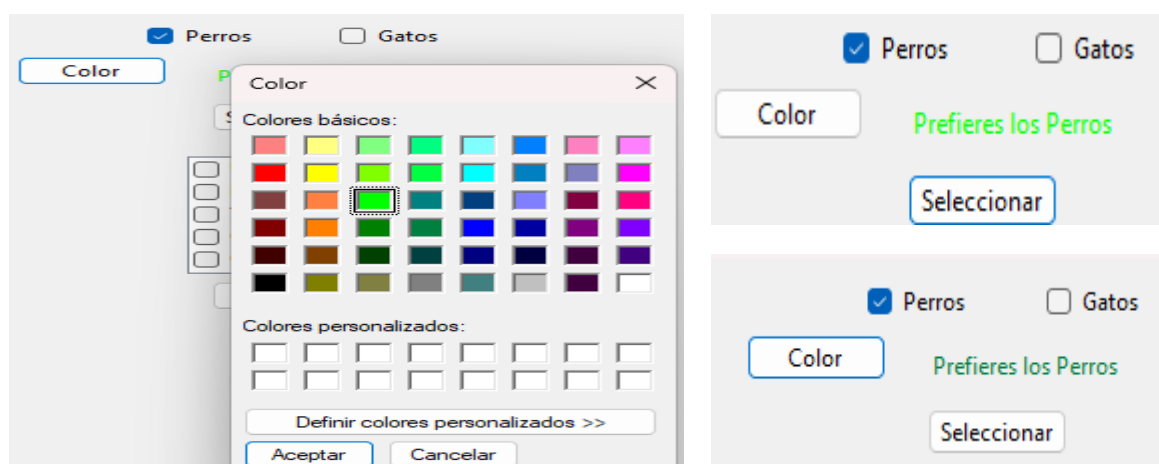 Perros Gatos
Color
P
Color
S
Colores básicos:
Colores personalizados:
Definir colores personalizados >>
Aceptar Cancelar
Perros Gatos
Color Prefieres los Perros
Seleccionar
Perros Gatos
Color Prefieres los Perros
Seleccionar